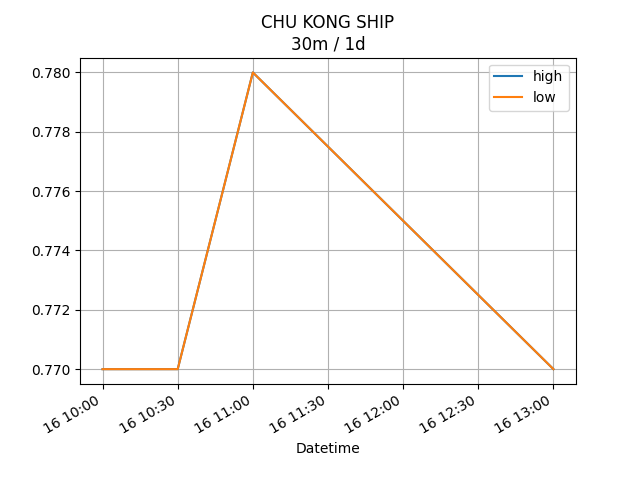 CHU KONG SHIP
30m / 1d
0.780
0.778
0.776
0.774
0.772
0.770
high
low
16 10:00
16 10:30
16 11:00
16 11:30
16 12:00
16 12:30
16 13:00
Datetime